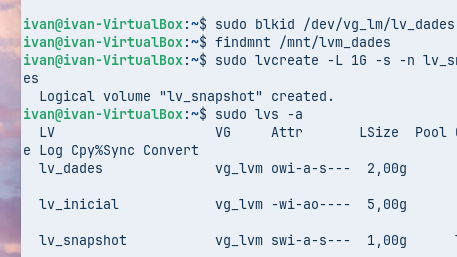 ivan@ivan-VirtualBox:~$ sudo blkid /dev/vg_lm/lv_dades
ivan@ivan-VirtualBox:~$ findmnt /mnt/lvm_dades
ivan@ivan-VirtualBox:~$ sudo lvcreate -L 1G -s -n
es
Logical volume "lv_snapshot" created.
ivan@ivan-VirtualBox:~$ sudo lvs -a
LV VG Attr LSize Pool
e Log Cpy%Sync Convert
lv_dades vg_lvm owi-a-s--- 2,00g
lv_inicial vg_lvm -wi-ao---- 5,00g
lv_snapshot vg_lvm swi-a-s--- 1,00g